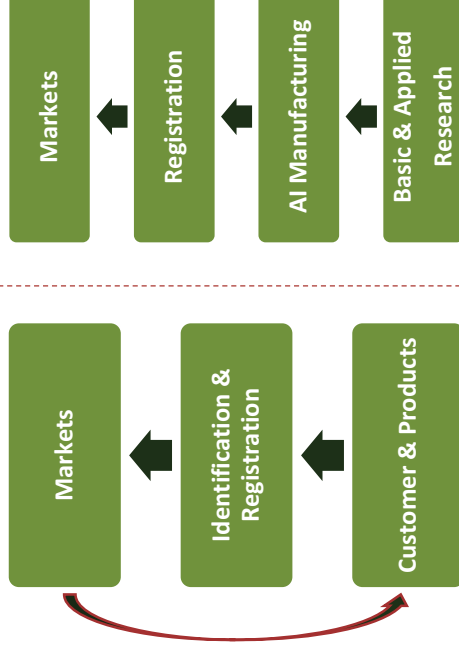 Basic & Applied
Research
AI Manufacturing
Registration
Markets
Customer & Products
Identification &
Registration
Markets